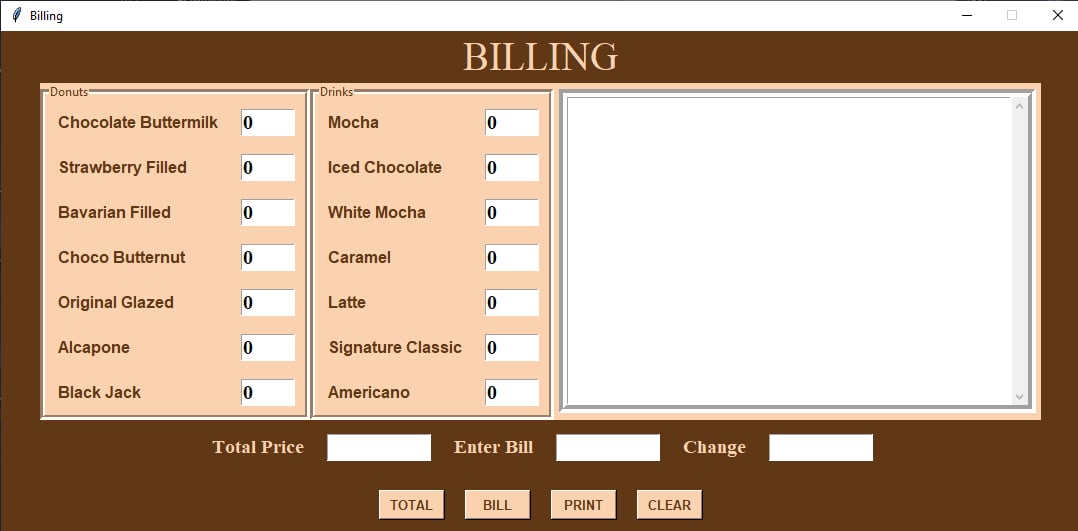 Billing
BILLING
Donuts
Chocolate Buttermilk 0
Strawberry Filled 0
Bavarian Filled 0
Choco Butternut 0
Original Glazed 0
Alcapone 0
Black Jack 0
Drinks
Mocha 0
Iced Chocolate 0
White Mocha 0
Caramel 0
Latte 0
Signature Classic 0
Americano 0
Total Price Enter Bill Change
TOTAL BILL PRINT CLEAR